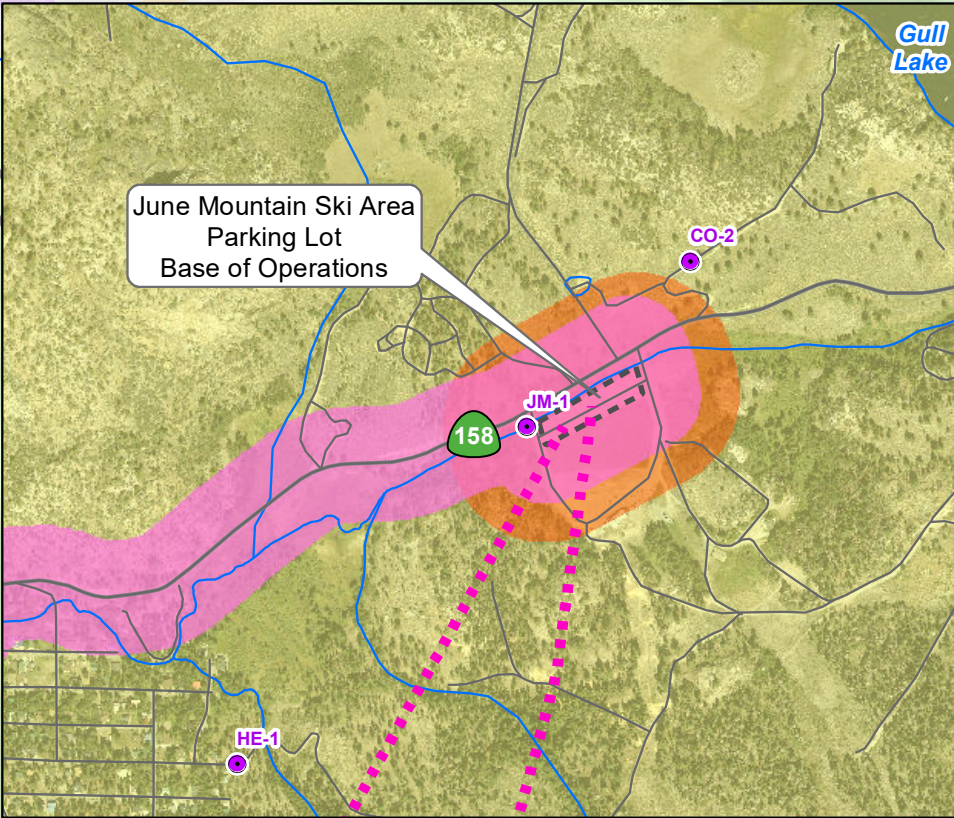 Gull
Lake
June Mountain Ski Area
Parking Lot
Base of Operations
CO-2
JM-1
158
HE-1